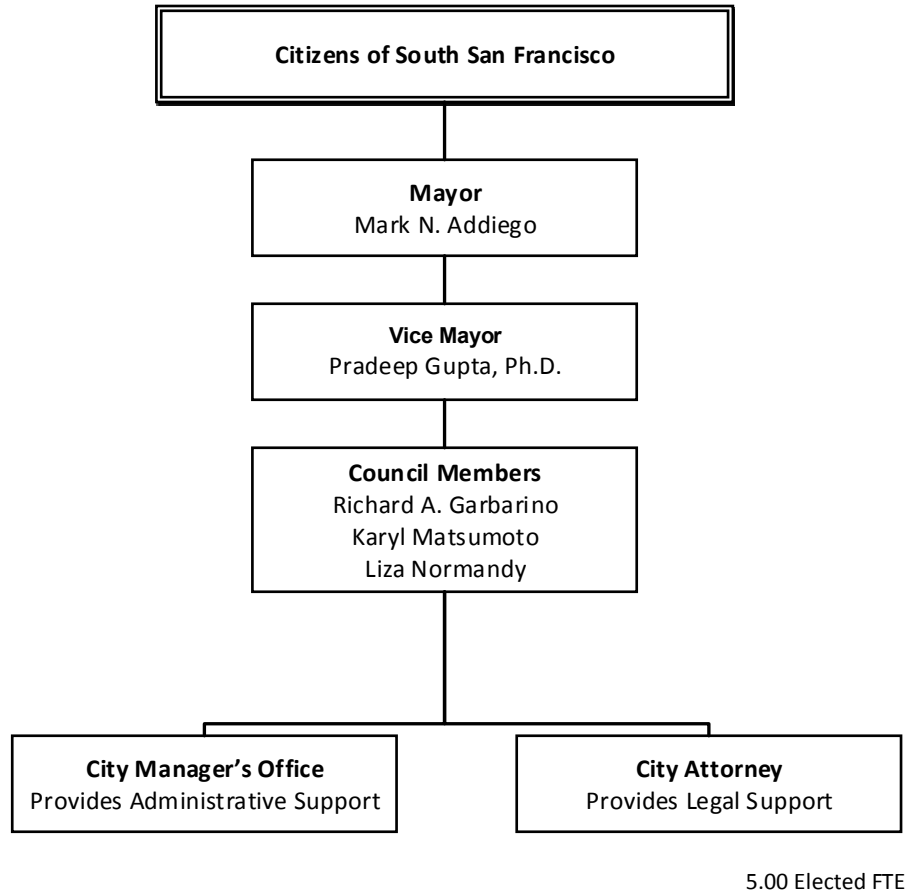 Citizens of South San Francisco
Mayor
Mark N. Addiego
Vice Mayor
Pradeep Gupta, Ph.D.
Council Members
Richard A. Garbarino
Karyl Matsumoto
Liza Normandy
City Manager’s Office
Provides Administrative Support
City Attorney
Provides Legal Support
5.00 Elected FTE